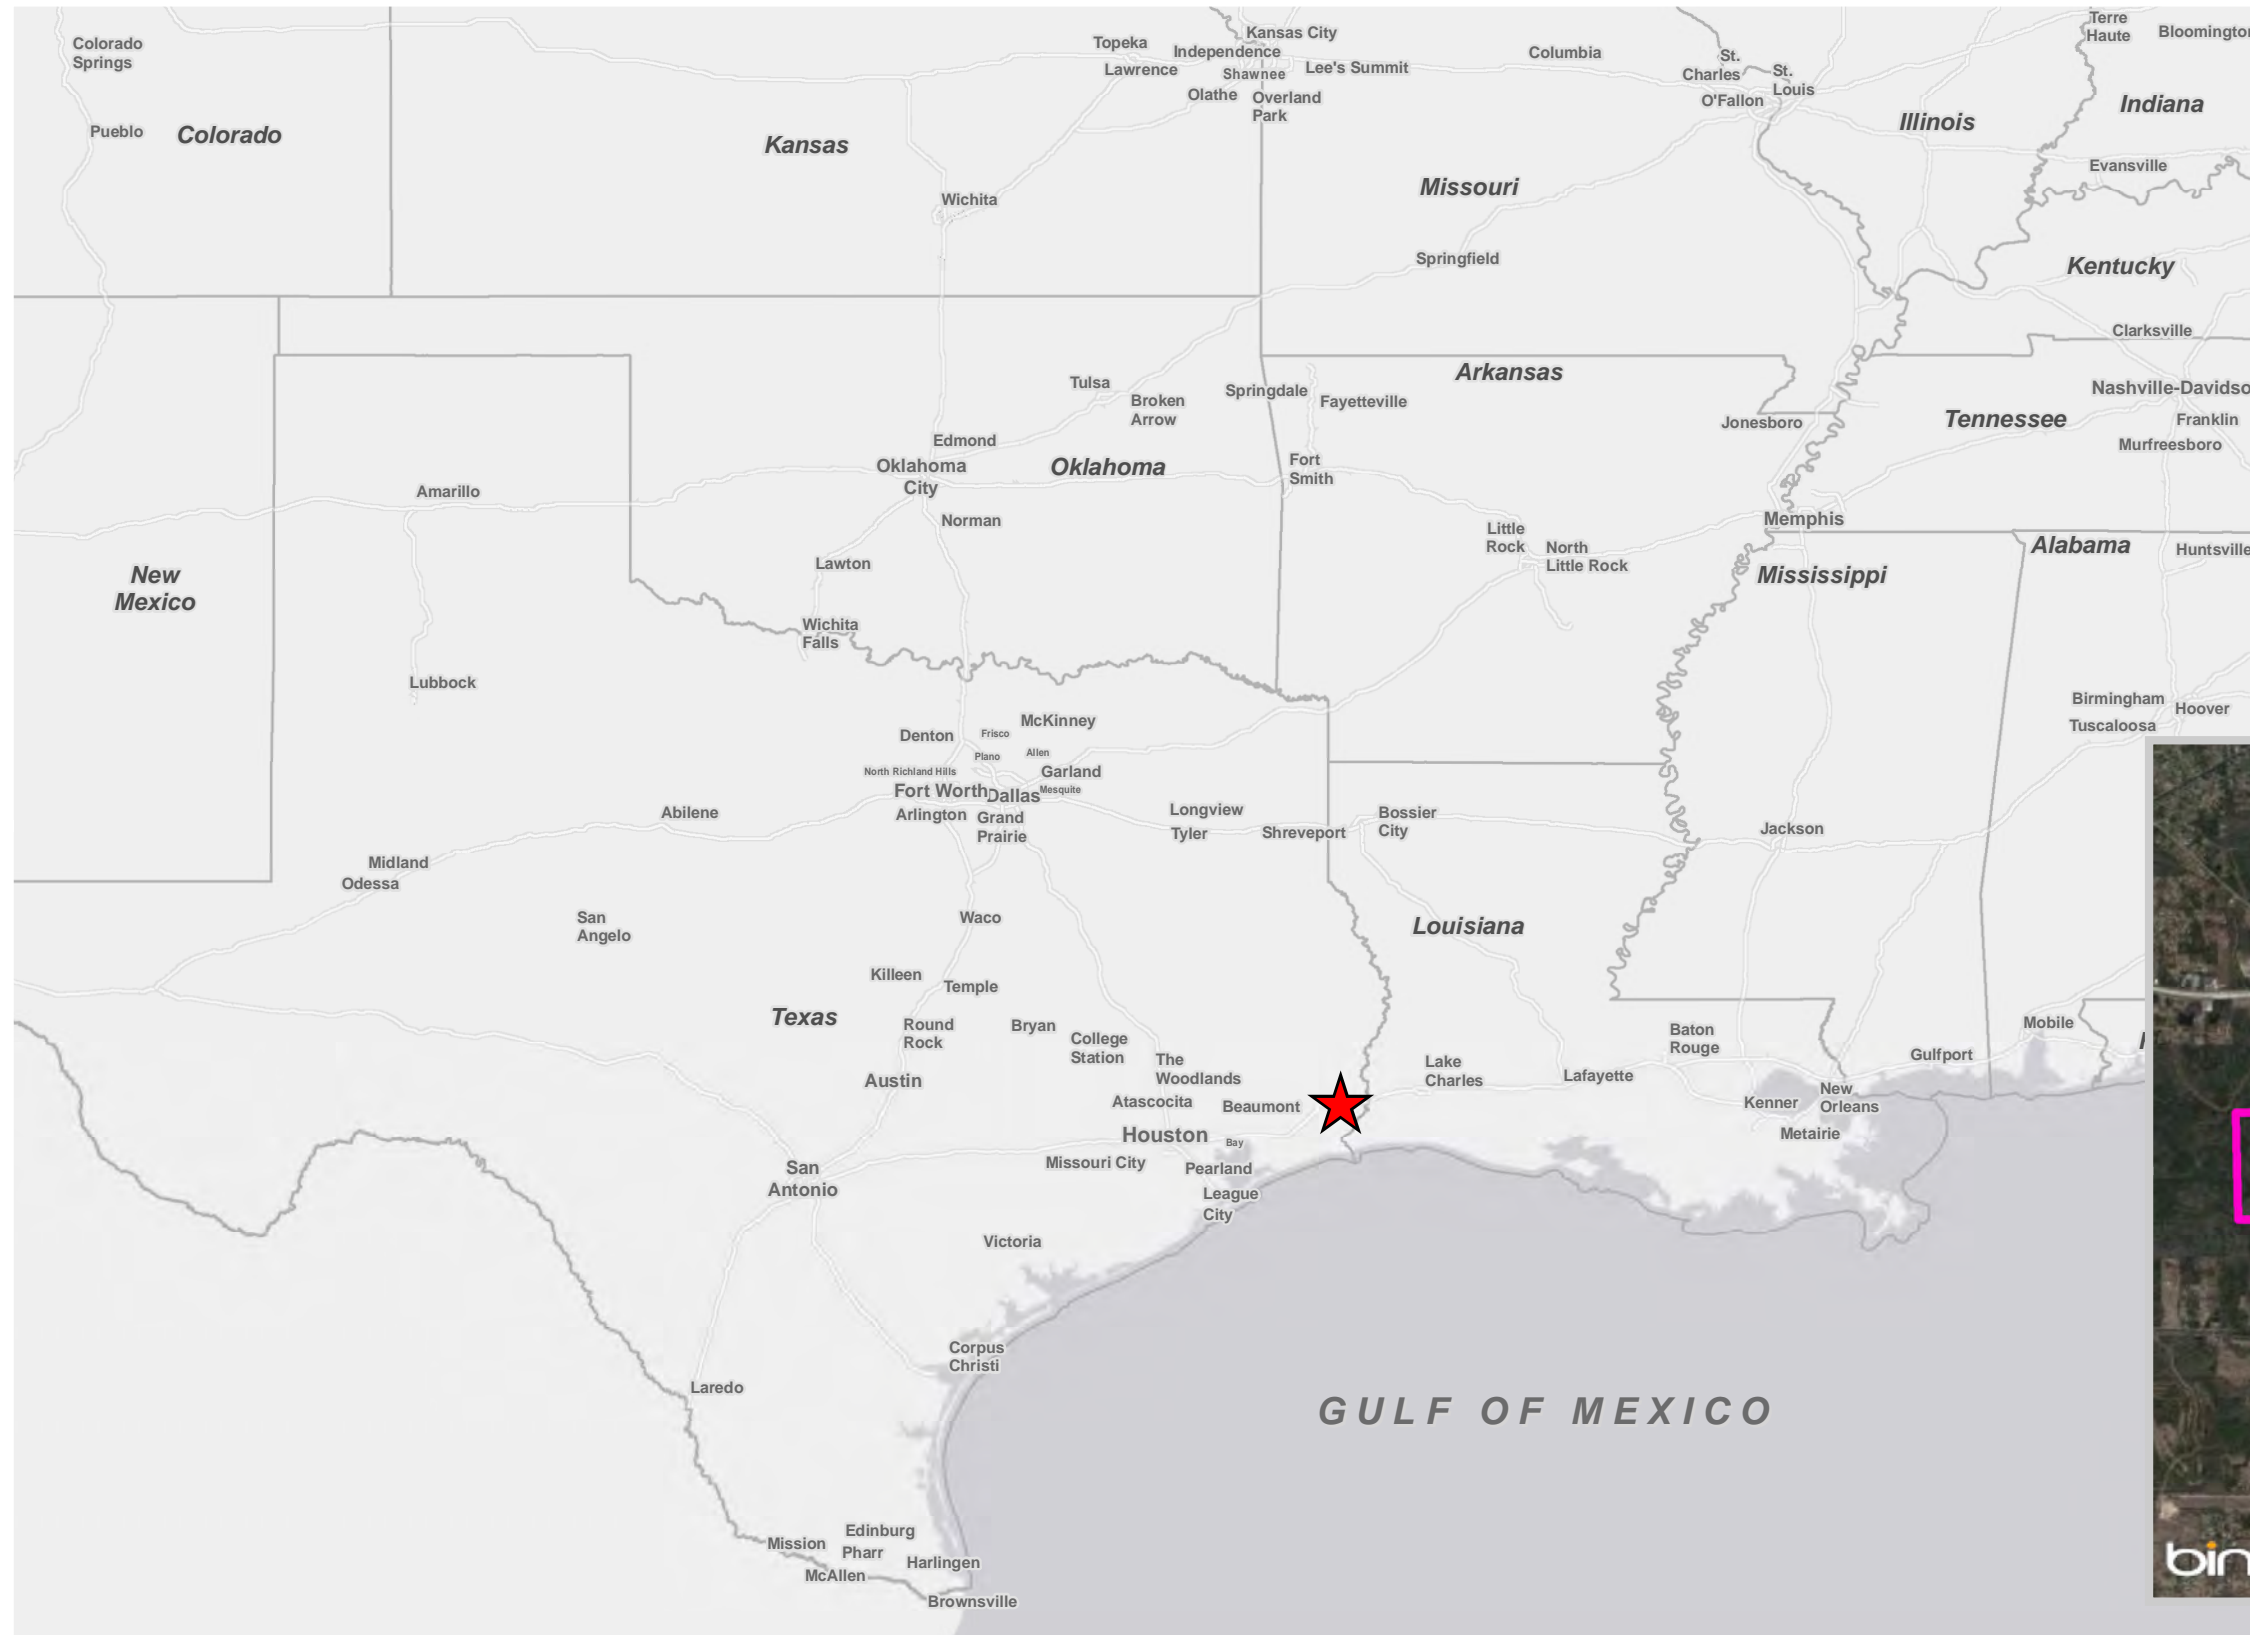 Colorado
Springs
Pueblo
Colorado
Kansas
Topeka
Lawrence
Independence
Kansas City
Shawnee
Lee's Summit
Olathe
Overland
Park
Columbia
St.
Charles
St.
Louis
O'Fallon
Terre
Haute
Illinois
Indiana
Evansville
Wichita
Missouri
Springfield
Kentucky
Clarksville
Tulsa
Broken
Arrow
Springdale
Fayetteville
Arkansas
Jonesboro
Tennessee
Franklin
Murfreesboro
Edmond
Oklahoma
City
Oklahoma
Fort
Smith
Amarillo
Norman
Lawton
Little
Rock
North
Little Rock
Memphis
Alabama
Huntsville
New
Mexico
Mississippi
Wichita
Falls
Lubbock
Birmingham
Hoover
Tuscaloosa
Denton
Frisco
McKinney
Plano
Allen
North Richland Hills
Garland
Fort Worth
Dallas
Mesquite
Arlington
Grand
Prairie
Abilene
Longview
Tyler
Shreveport
Bossier
City
Jackson
Midland
Odessa
San
Angelo
Waco
Louisiana
Killeen
Temple
Texas
Round
Rock
Bryan
College
Station
The
Woodlands
Lake
Charles
Lafayette
Baton
Rouge
Gulfport
Mobile
Austin
Atascocita
Beaumont
Kenner
New
Orleans
Metairie
Houston
Bay
Missouri City
Pearland
San
Antonio
League
City
Victoria
Corpus
Christi
Laredo
GULF OF MEXICO
Mission
Edinburg
Pharr
Harlingen
McAllen
Brownsville